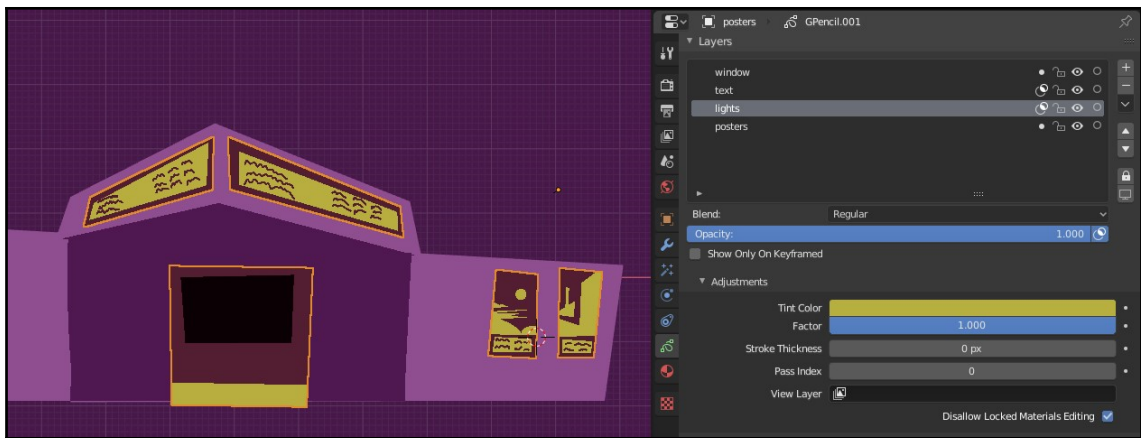 posters GPencil.001
Layers
window
text
lights
posters
Blend: Regular
Opacity: 1.000
Show Only On Keyframed
Adjustments
Tint Color
Factor 1.000
Stroke Thickness 0 px
Pass Index 0
View Layer
Disallow Locked Materials Editing